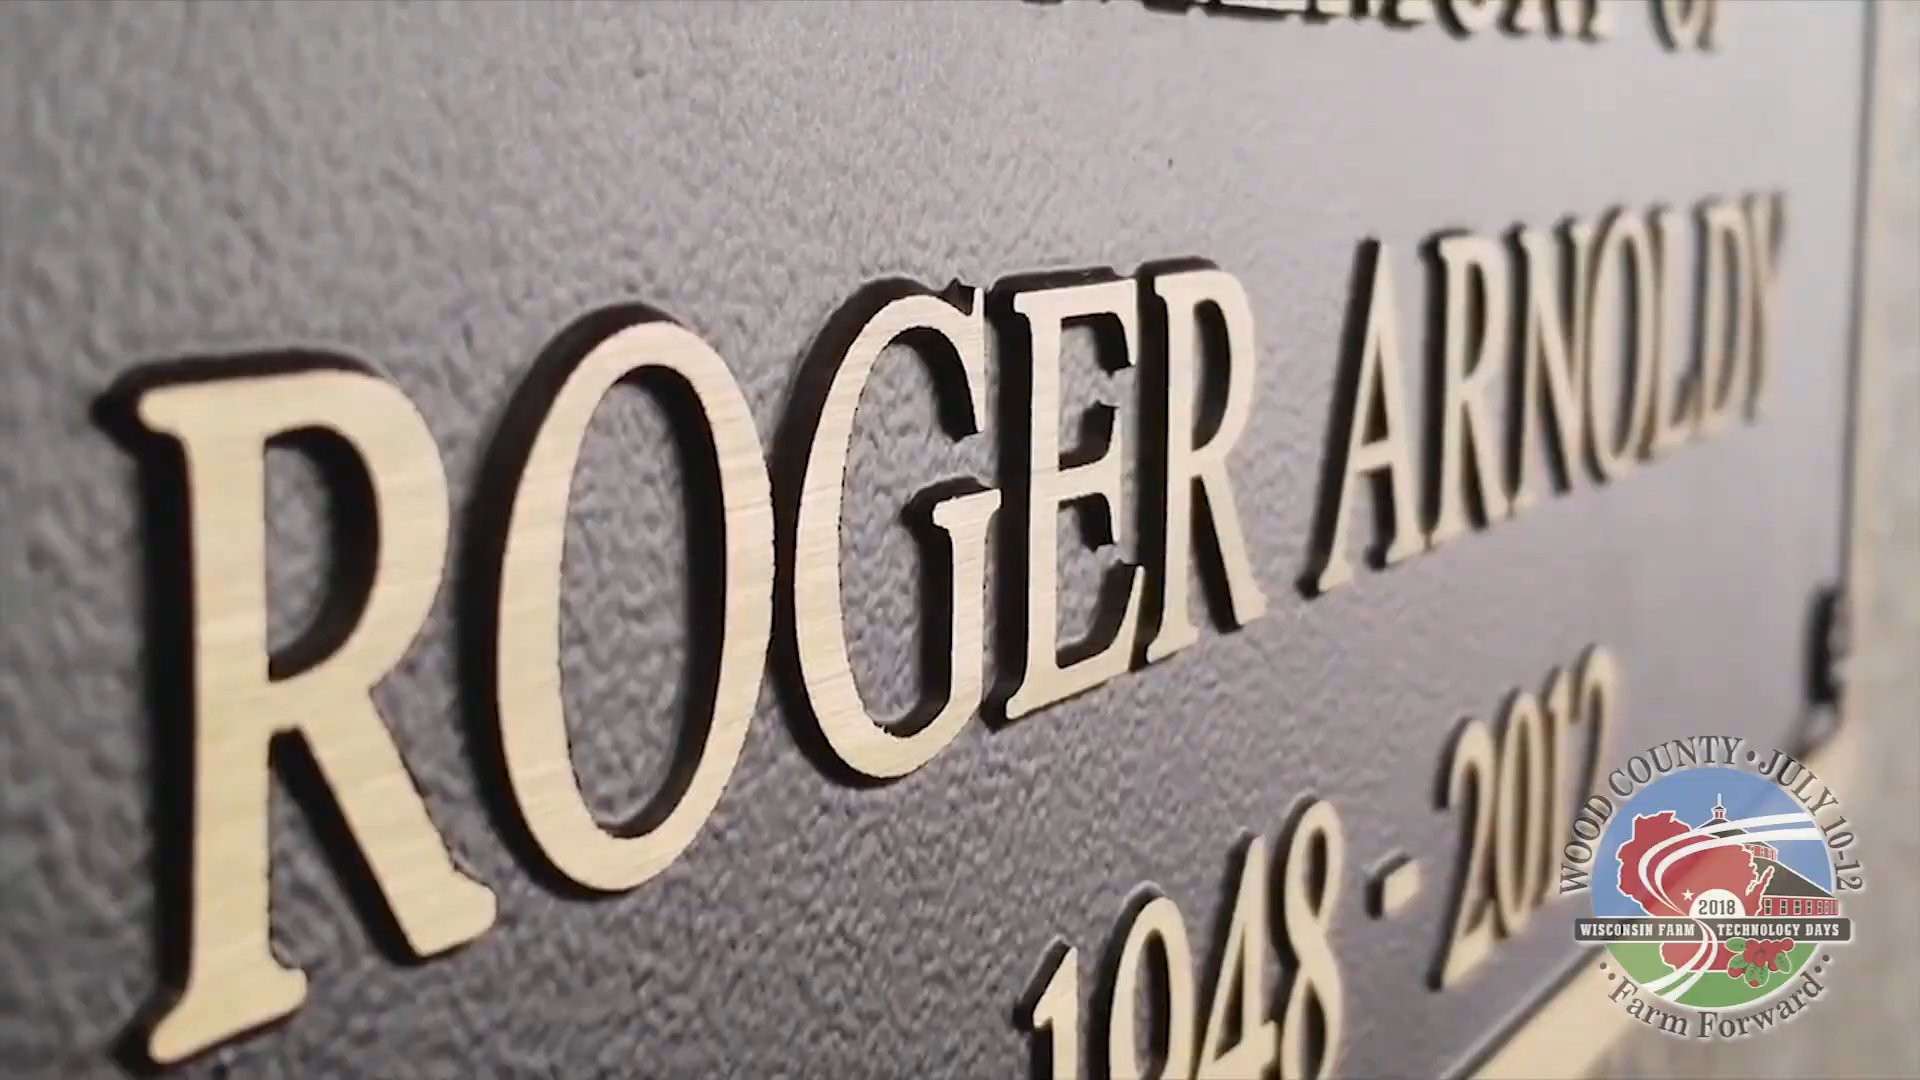 ROGER ARNOLDY
1948 - 2012
WOOD COUNTY • JULY 10-12
2018
WISCONSIN FARM TECHNOLOGY DAYS
••Farm Forward••